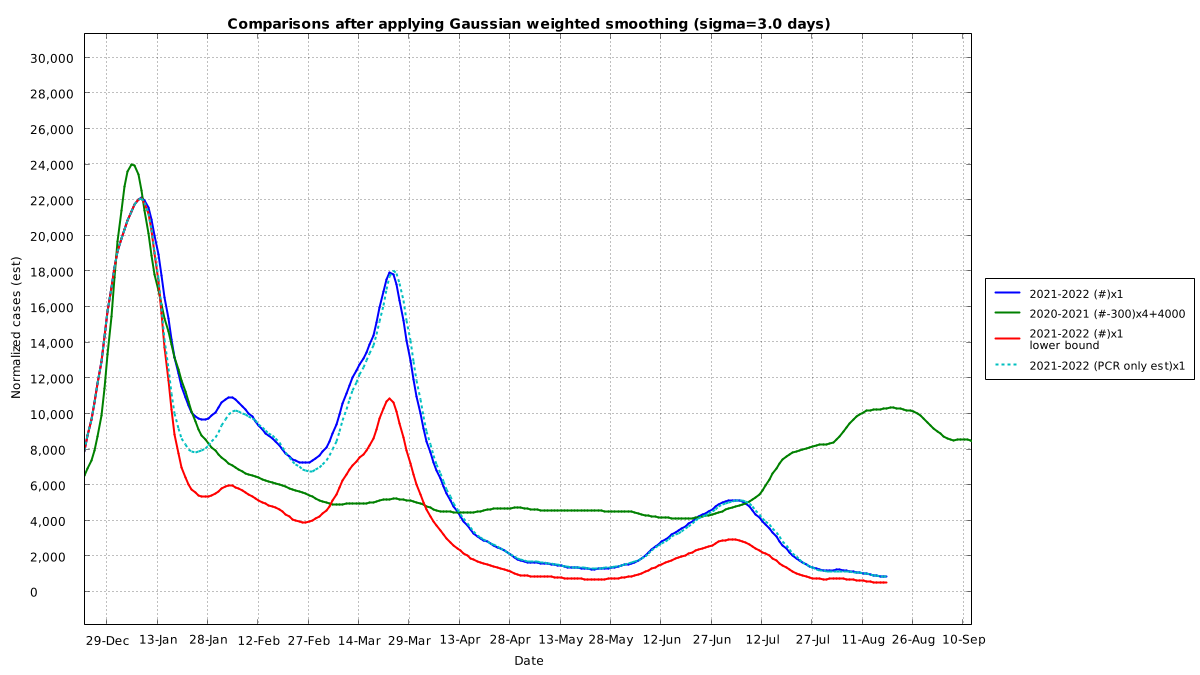 Comparisons after applying Gaussian weighted smoothing (sigma=3.0 days)
30,000
28,000
26,000
24,000
22,000
20,000
18,000
16,000
14,000
12,000
10,000
8,000
6,000
4,000
2,000
0
Normalized cases (est)
29-Dec 13-Jan 28-Jan 12-Feb 27-Feb 14-Mar 29-Mar 13-Apr 28-Apr 13-May 28-May 12-Jun 27-Jun 12-Jul 27-Jul 11-Aug 26-Aug 10-Sep
Date
2021-2022 (#)x1
2020-2021 (#-300)x4+4000
2021-2022 (#)x1
lower bound
2021-2022 (PCR only est)x1